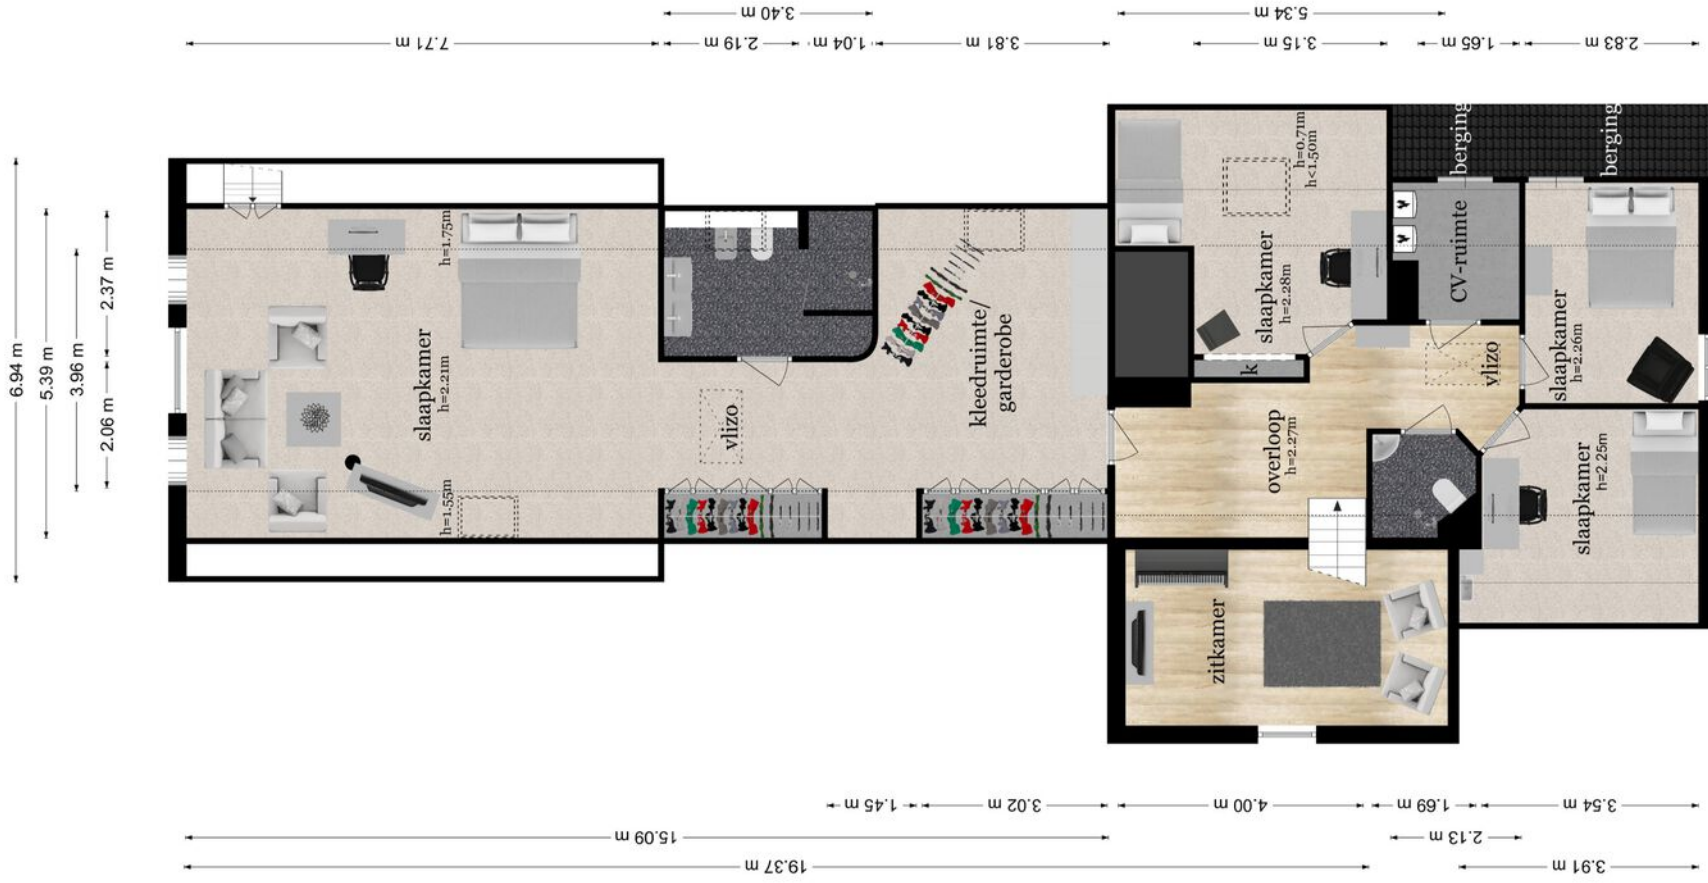 3.40 m
5.34 m
7.71 m
2.19 m
1.04 m
3.81 m
3.15 m
1.65 m
2.83 m
6.94 m
5.39 m
3.96 m
2.37 m
2.06 m
slaapkamer
h=2.21m
h=1.75m
h=1.55m
vlizo
kleedruimte/
garderobe
slaapkamer
h=2.28m
h=0.71m
h<1.50m
k
overloop
h=2.27m
berging
CV-ruimte
vlizo
berging
slaapkamer
h=2.26m
slaapkamer
h=2.25m
zitkamer
1.45 m
3.02 m
4.00 m
1.69 m
3.54 m
15.09 m
2.13 m
19.37 m
3.91 m